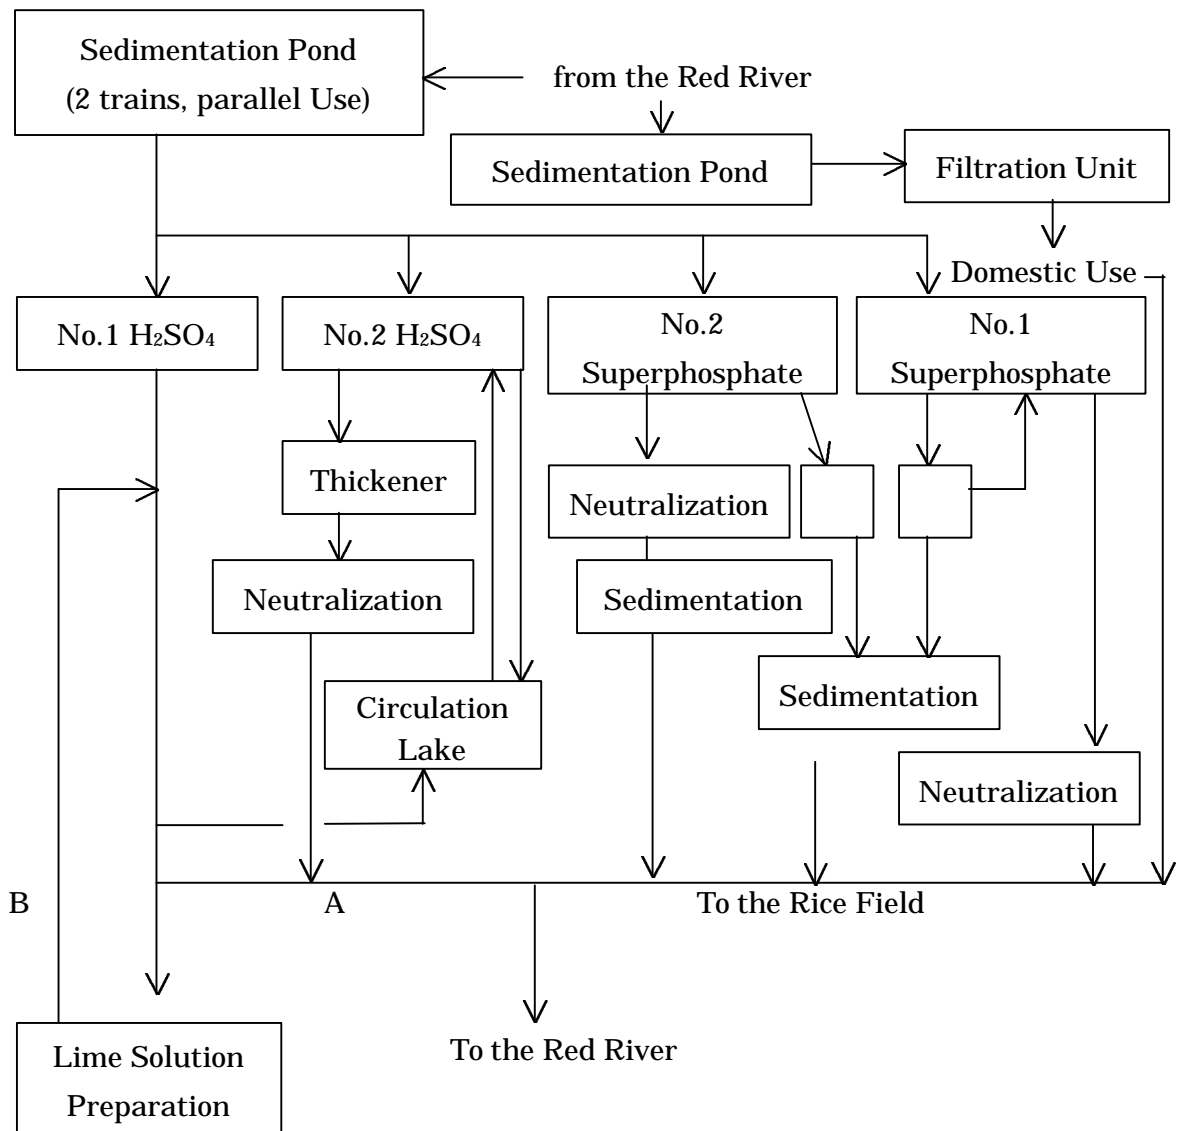 Sedimentation Pond
(2 trains, parallel Use)
from the Red River
Sedimentation Pond
Filtration Unit
Domestic Use
No.1 H₂SO₄
No.2 H₂SO₄
No.2
Superphosphate
No.1
Superphosphate
Thickener
Neutralization
Neutralization
Sedimentation
Circulation
Lake
Sedimentation
Neutralization
B
A
To the Rice Field
To the Red River
Lime Solution
Preparation